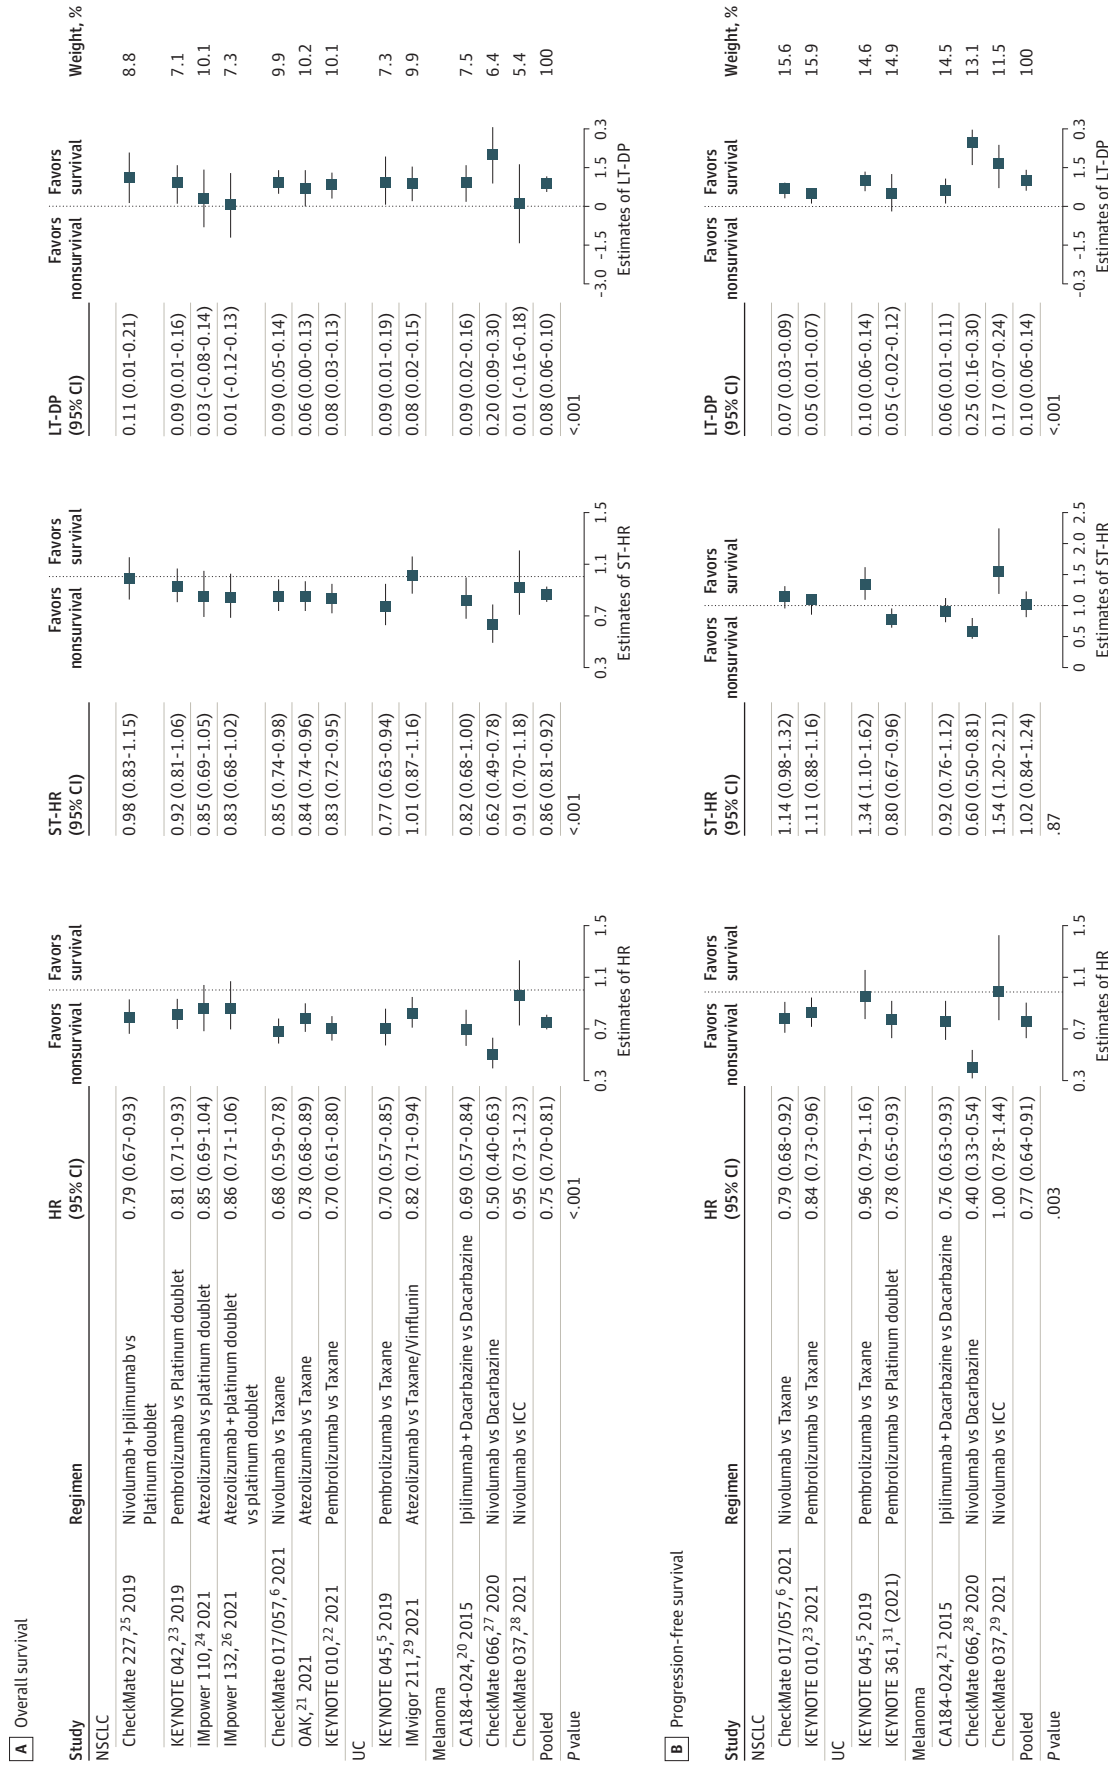 A Overall survival
Study Regimen HR (95% CI) Favors nonsurvival Favors survival ST-HR (95% CI) Favors nonsurvival Favors survival LT-DP (95% CI) Favors nonsurvival Favors survival Weight, %
NSCLC
CheckMate 227,25 2019 Nivolumab + Ipilimumab vs Platinum doublet 0.79 (0.67-0.93) 0.98 (0.83-1.15) 0.11 (0.01-0.21) 8.8
KEYNOTE 042,23 2019 Pembrolizumab vs Platinum doublet 0.81 (0.71-0.93) 0.92 (0.81-1.06) 0.09 (0.01-0.16) 7.1
IMpower 110,24 2021 Atezolizumab vs platinum doublet 0.85 (0.69-1.04) 0.85 (0.69-1.05) 0.03 (-0.08-0.14) 10.1
IMpower 132,26 2021 Atezolizumab + platinum doublet vs platinum doublet 0.86 (0.71-1.06) 0.83 (0.68-1.02) 0.01 (-0.12-0.13) 7.3
CheckMate 017/057,6 2021 Nivolumab vs Taxane 0.68 (0.59-0.78) 0.85 (0.74-0.98) 0.09 (0.05-0.14) 9.9
OAK,21 2021 Atezolizumab vs Taxane 0.78 (0.68-0.89) 0.84 (0.74-0.96) 0.06 (0.00-0.13) 10.2
KEYNOTE 010,22 2021 Pembrolizumab vs Taxane 0.70 (0.61-0.80) 0.83 (0.72-0.95) 0.08 (0.03-0.13) 10.1
UC
KEYNOTE 045,5 2019 Pembrolizumab vs Taxane 0.70 (0.57-0.85) 0.77 (0.63-0.94) 0.09 (0.01-0.19) 7.3
IMvigor 211,29 2021 Atezolizumab vs Taxane/Vinflunin 0.82 (0.71-0.94) 1.01 (0.87-1.16) 0.08 (0.02-0.15) 9.9
Melanoma
CA184-024,20 2015 Ipilimumab + Dacarbazine vs Dacarbazine 0.69 (0.57-0.84) 0.82 (0.68-1.00) 0.09 (0.02-0.16) 7.5
CheckMate 066,27 2020 Nivolumab vs Dacarbazine 0.50 (0.40-0.63) 0.62 (0.49-0.78) 0.20 (0.09-0.30) 6.4
CheckMate 037,28 2021 Nivolumab vs ICC 0.95 (0.73-1.23) 0.91 (0.70-1.18) 0.01 (-0.16-0.18) 5.4
Pooled 0.75 (0.70-0.81) 0.86 (0.81-0.92) 0.08 (0.06-0.10) 100
P value <.001 <.001 <.001
0.3 0.7 1.1 1.5 0.3 0.7 1.1 1.5 -3.0 -1.5 0 1.5 0.3
Estimates of HR Estimates of ST-HR Estimates of LT-DP
B Progression-free survival
Study Regimen HR (95% CI) Favors nonsurvival Favors survival ST-HR (95% CI) Favors nonsurvival Favors survival LT-DP (95% CI) Favors nonsurvival Favors survival Weight, %
NSCLC
CheckMate 017/057,6 2021 Nivolumab vs Taxane 0.79 (0.68-0.92) 1.14 (0.98-1.32) 0.07 (0.03-0.09) 15.6
KEYNOTE 010,23 2021 Pembrolizumab vs Taxane 0.84 (0.73-0.96) 1.11 (0.88-1.16) 0.05 (0.01-0.07) 15.9
UC
KEYNOTE 045,5 2019 Pembrolizumab vs Taxane 0.96 (0.79-1.16) 1.34 (1.10-1.62) 0.10 (0.06-0.14) 14.6
KEYNOTE 361,31 (2021) Pembrolizumab vs Platinum doublet 0.78 (0.65-0.93) 0.80 (0.67-0.96) 0.05 (-0.02-0.12) 14.9
Melanoma
CA184-024,21 2015 Ipilimumab + Dacarbazine vs Dacarbazine 0.76 (0.63-0.93) 0.92 (0.76-1.12) 0.06 (0.01-0.11) 14.5
CheckMate 066,28 2020 Nivolumab vs Dacarbazine 0.40 (0.33-0.54) 0.60 (0.50-0.81) 0.25 (0.16-0.30) 13.1
CheckMate 037,29 2021 Nivolumab vs ICC 1.00 (0.78-1.44) 1.54 (1.20-2.21) 0.17 (0.07-0.24) 11.5
Pooled 0.77 (0.64-0.91) 1.02 (0.84-1.24) 0.10 (0.06-0.14) 100
P value .003 .87 <.001
0.3 0.7 1.1 1.5 0 0.5 1.0 1.5 2.0 2.5 -0.3 -1.5 0 1.5 0.3
Estimates of HR Estimates of ST-HR Estimates of LT-DP